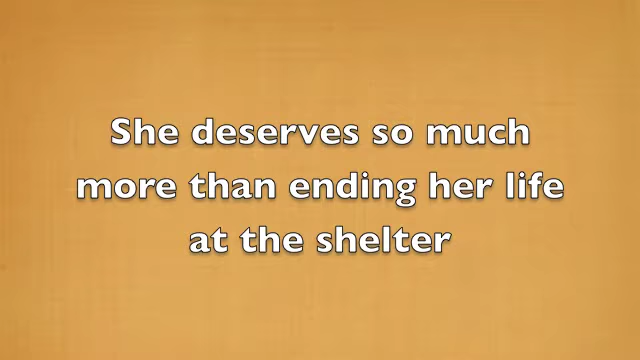 She deserves so much
more than ending her life
at the shelter